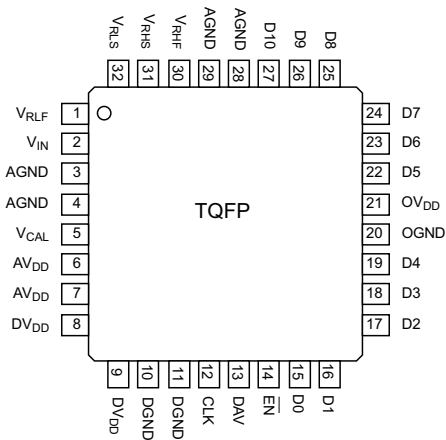 VRLS VRHS VRHF AGND AGND D10 D9 D8
32 31 30 29 28 27 26 25
VRLF 1
VIN 2
AGND 3
AGND 4
VCAL 5
AVDD 6
AVDD 7
DVDD 8
TQFP
24 D7
23 D6
22 D5
21 OVDD
20 OGND
19 D4
18 D3
17 D2
9 10 11 12 13 14 15 16
DVDD DGND DGND CLK DAV EN D0 D1